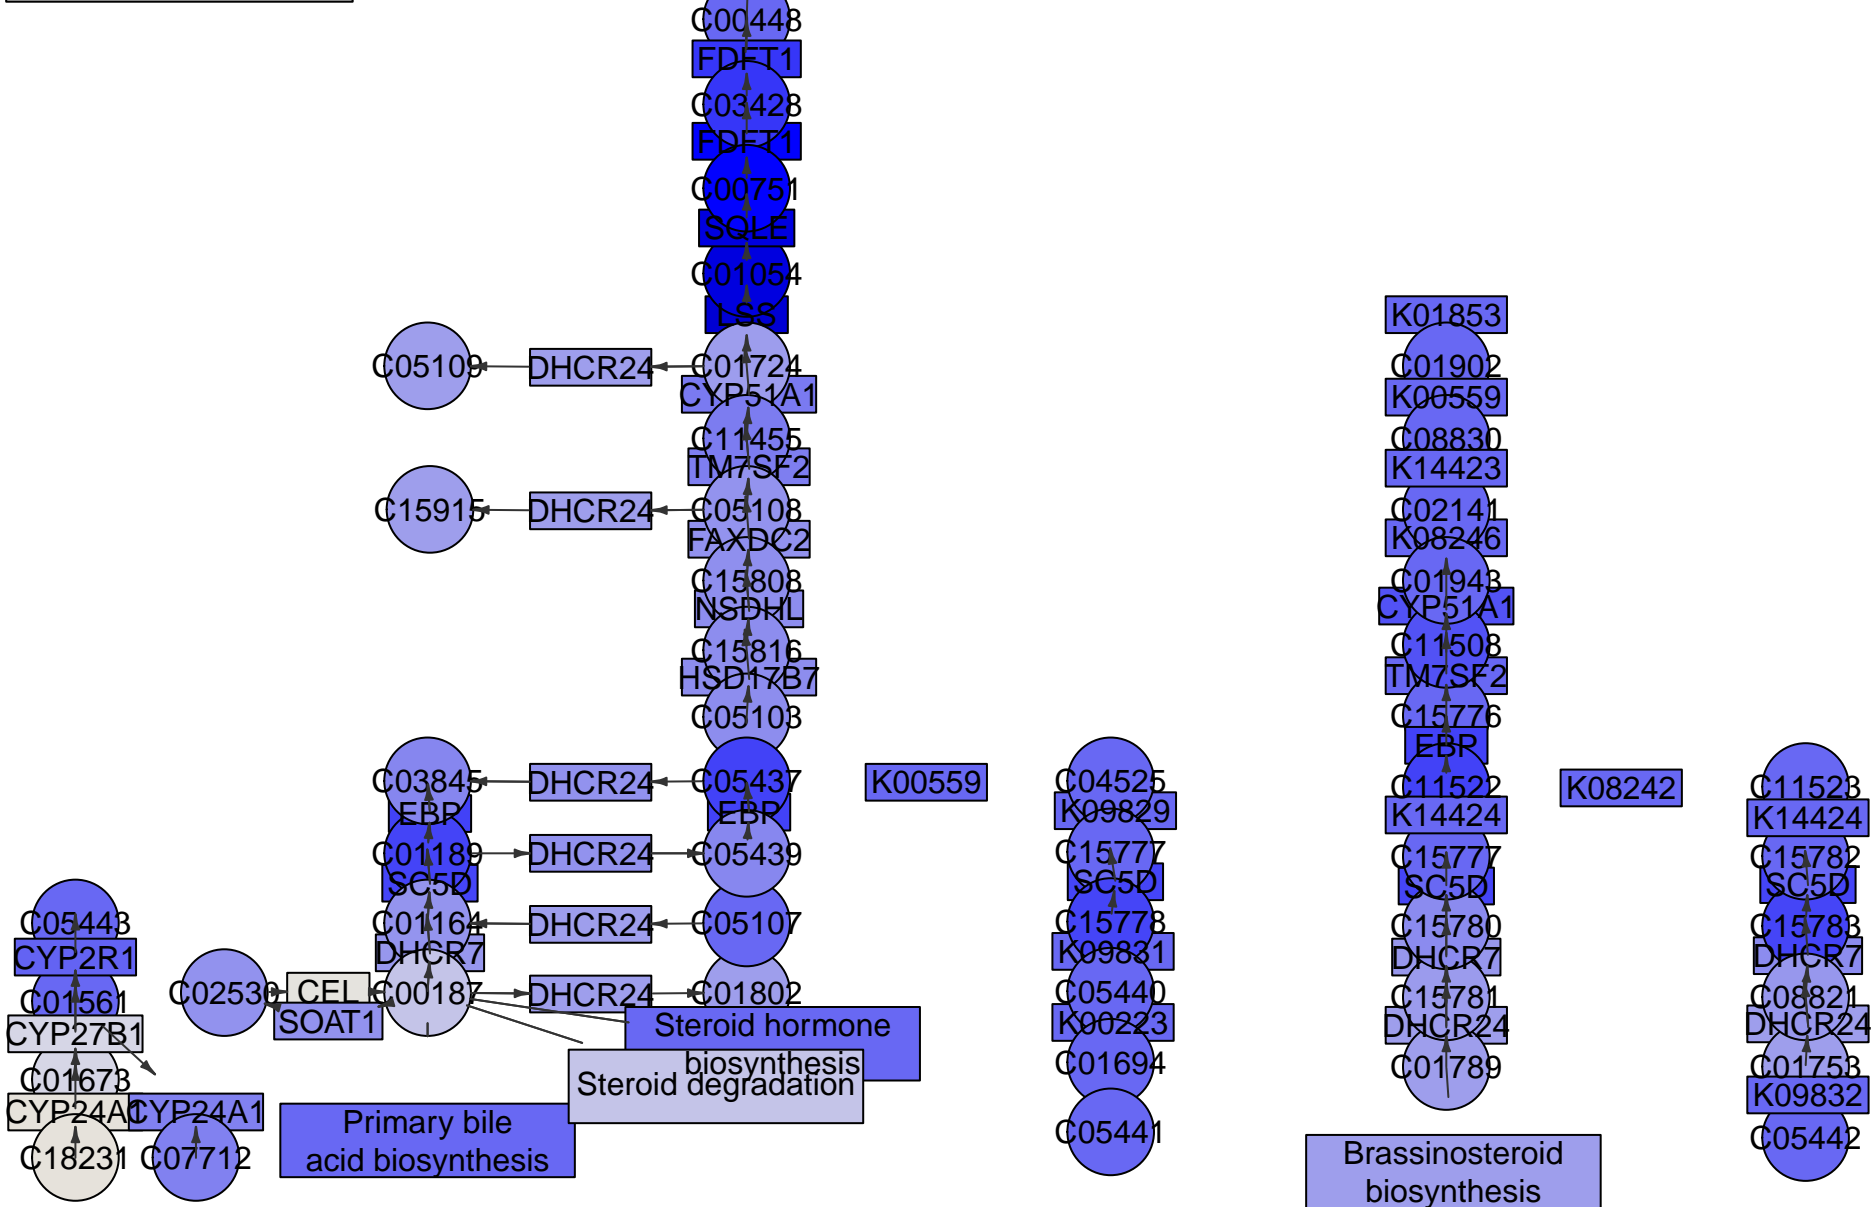 C00448
FDFT1
C03428
FDFT1
C00751
SQLE
C01054
LSS
C05109
DHCR24
C01724
CYP51A1
C11455
TM7SF2
C15915
DHCR24
C05108
FAXDC2
C15808
NSDHL
C15816
HSD17B7
C05103
C03845
DHCR24
C05437
EBP
EBP
C01189
DHCR24
C05439
SC5D
C01164
DHCR24
C05107
DHCR7
C02530
CEL
C00187
DHCR24
C01802
SOAT1
C05443
CYP2R1
C01561
CYP27B1
C01673
CYP24A1
CYP24A1
C18231
C07712
Steroid hormone
biosynthesis
Steroid degradation
Primary bile
acid biosynthesis
K00559
C04525
K09829
C15777
SC5D
C15778
K09831
C05440
K00223
C01694
C05441
K01853
C01902
K00559
C08830
K14423
C02141
K08246
C01943
CYP51A1
C11508
TM7SF2
C15776
EBP
C11522
K14424
C15777
SC5D
C15780
DHCR7
C15781
DHCR24
C01789
Brassinosteroid
biosynthesis
K08242
C11523
K14424
C15782
SC5D
C15783
DHCR7
C08821
DHCR24
C01753
K09832
C05442